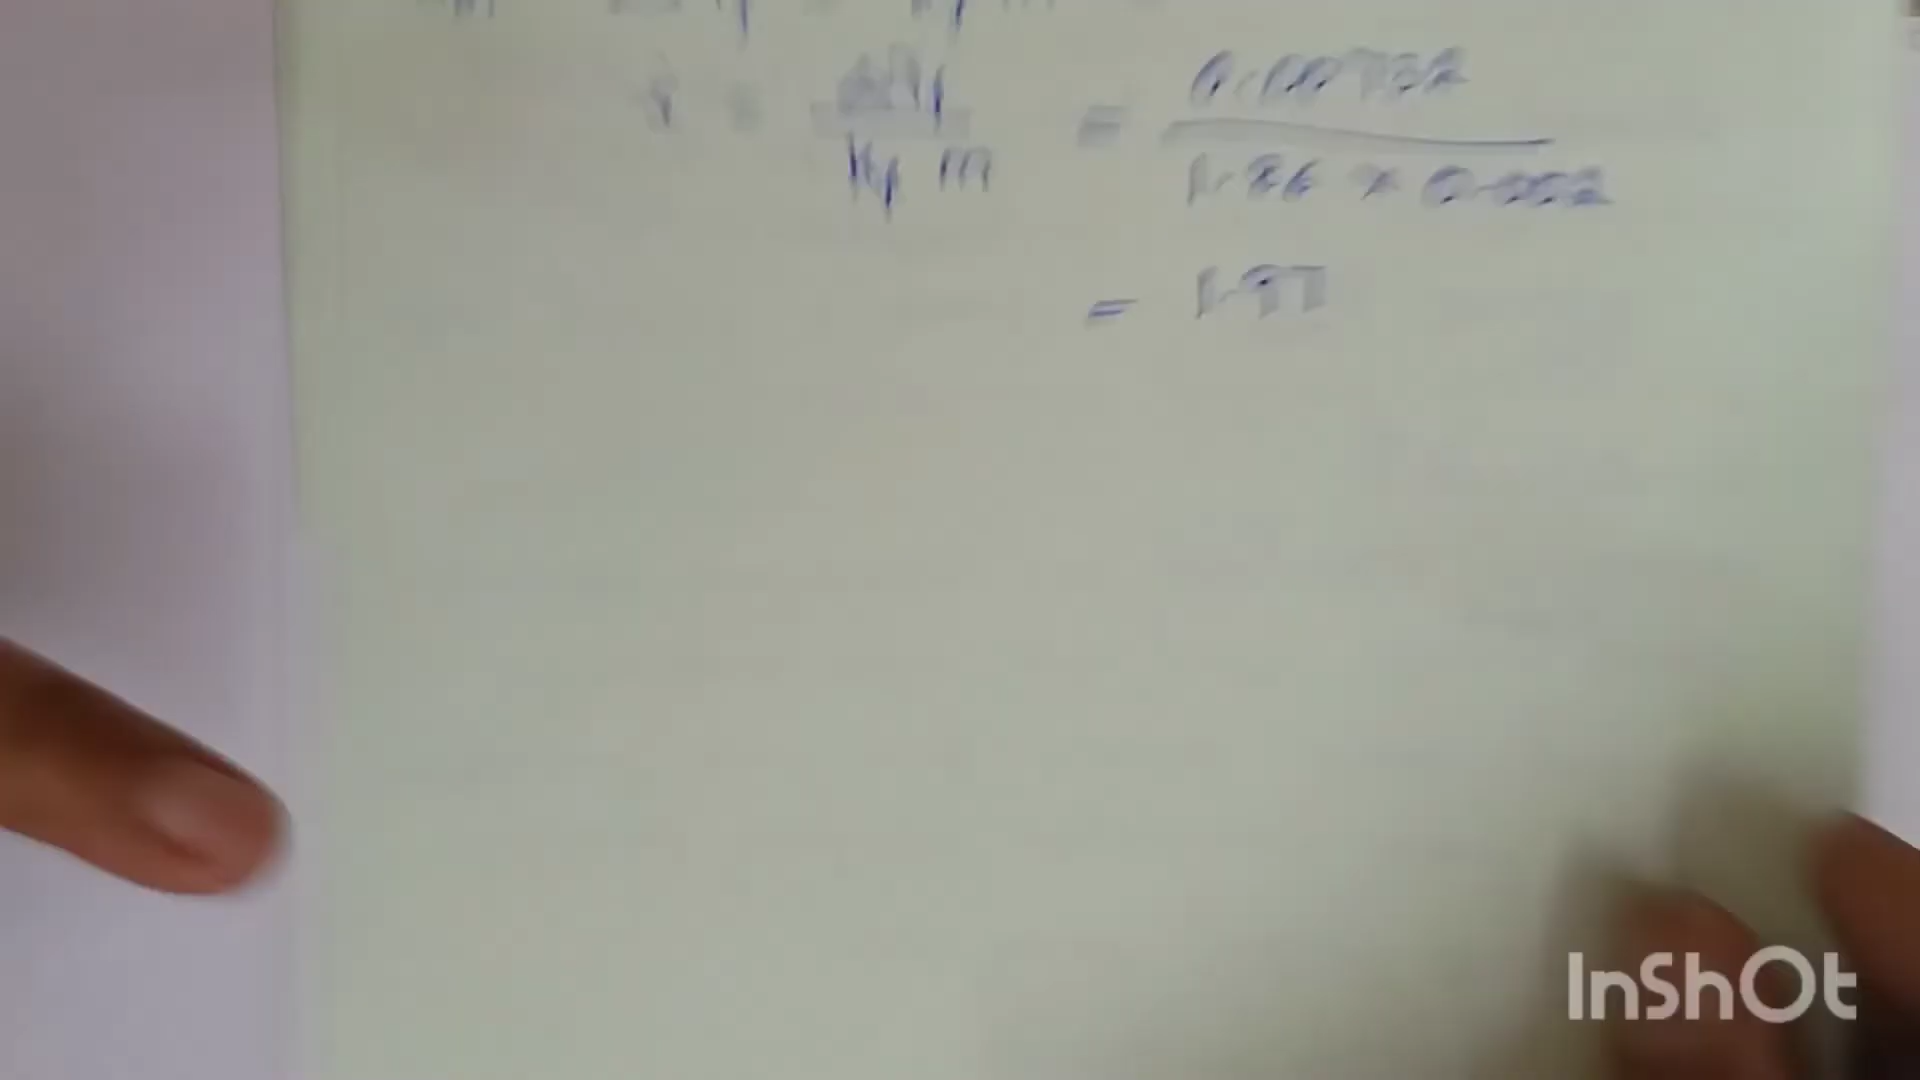 i = ΔTf / Kf m = 0.00732 / 1.86 × 0.002
= 1.97
InShOt